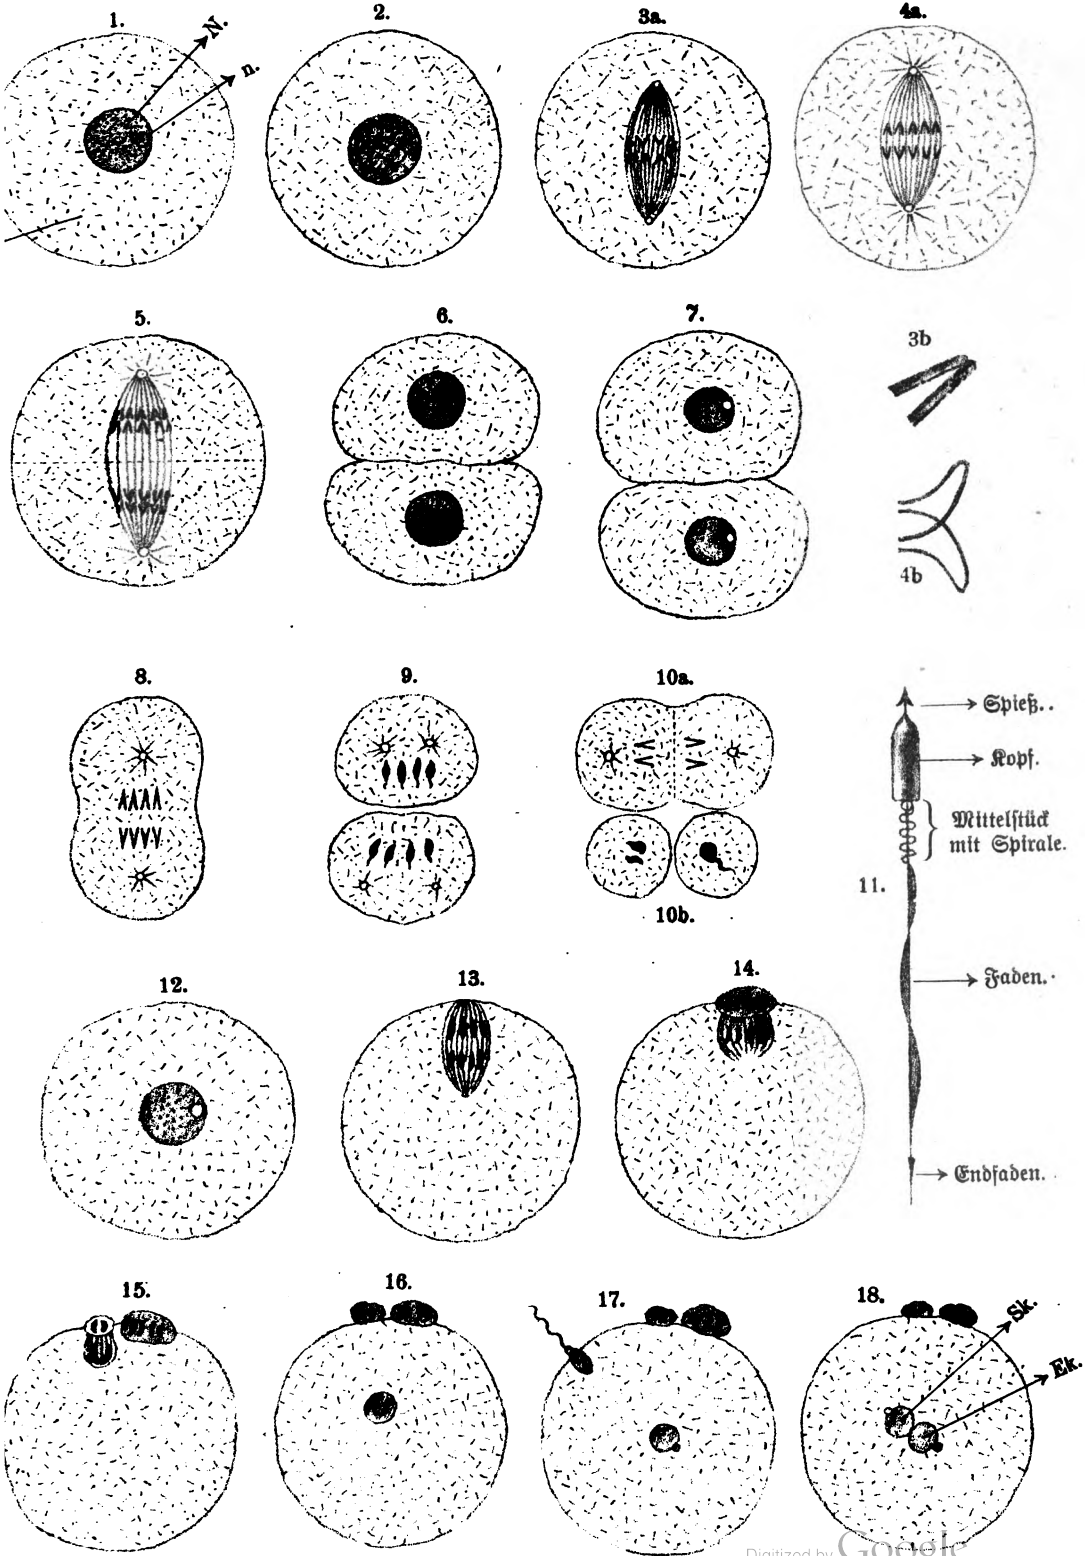 1.
N.
n.
2.
3a.
4a.
5.
6.
7.
3b
4b
8.
9.
10a.
10b.
Spieß..
Kopf.
Mittelstück
mit Spirale.
11.
Faden.
Endfaden.
12.
13.
14.
15.
16.
17.
18.
Sk.
Ek.
Digitized by Google